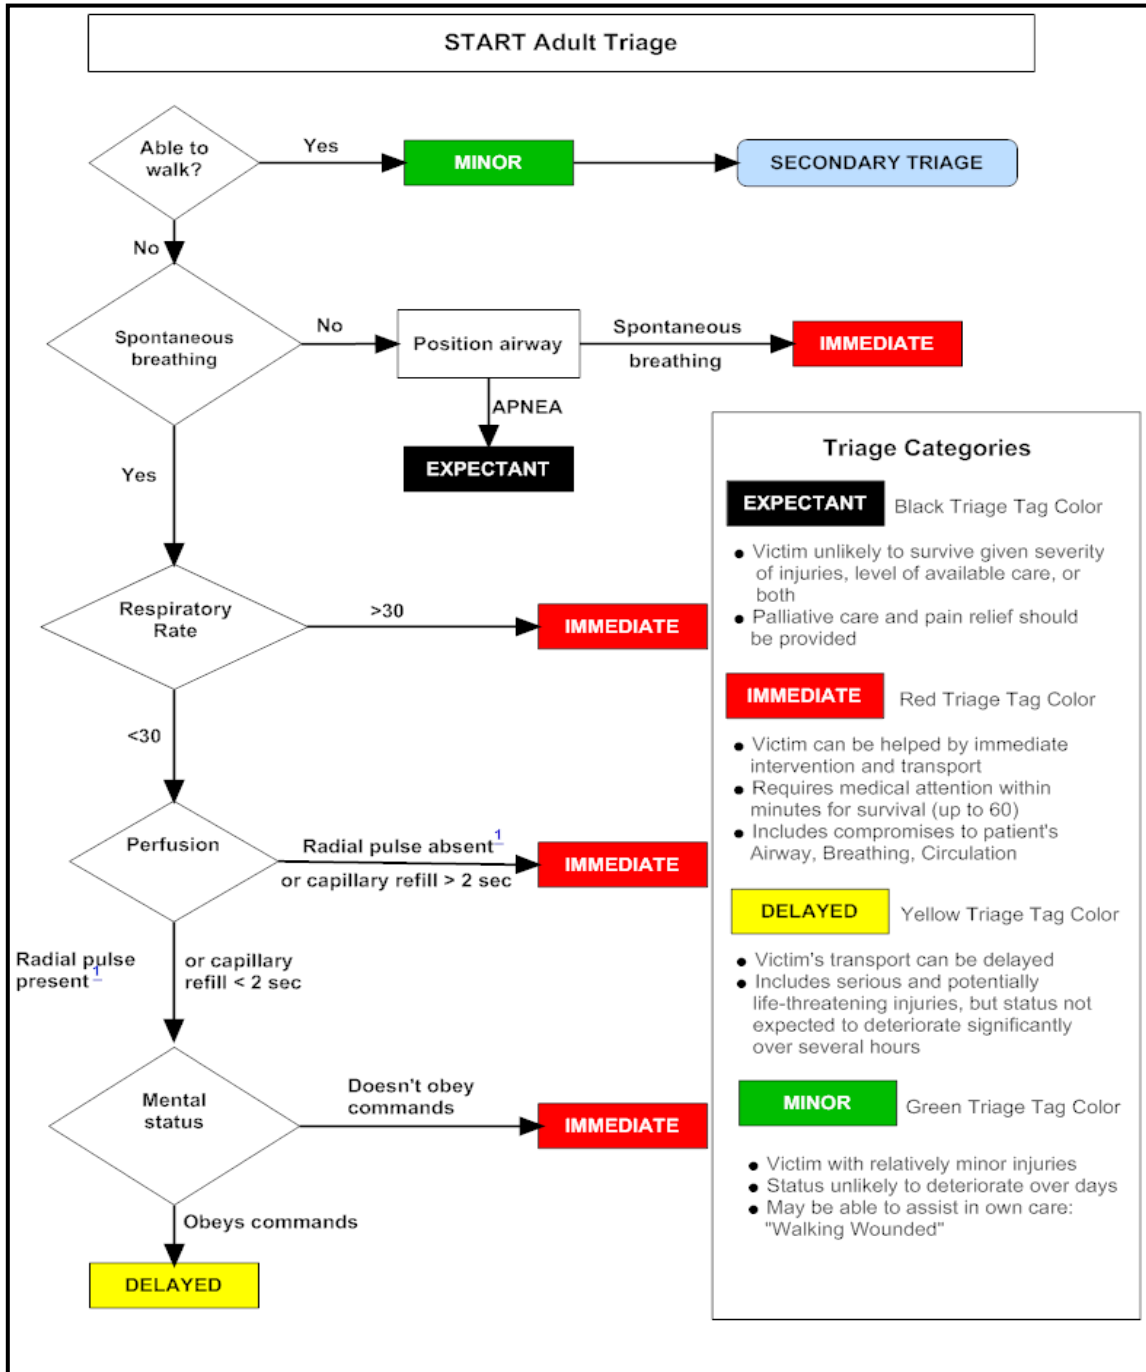 START Adult Triage
Able to
walk?
Yes
MINOR
SECONDARY TRIAGE
No
Spontaneous
breathing
No
Position airway
Spontaneous
breathing
IMMEDIATE
APNEA
EXPECTANT
Yes
Respiratory
Rate
>30
IMMEDIATE
<30
Perfusion
Radial pulse absent1
or capillary refill > 2 sec
IMMEDIATE
Radial pulse
present1
or capillary
refill < 2 sec
Mental
status
Doesn't obey
commands
IMMEDIATE
Obeys commands
DELAYED
Triage Categories
EXPECTANT Black Triage Tag Color
● Victim unlikely to survive given severity
of injuries, level of available care, or
both
● Palliative care and pain relief should
be provided
IMMEDIATE Red Triage Tag Color
● Victim can be helped by immediate
intervention and transport
● Requires medical attention within
minutes for survival (up to 60)
● Includes compromises to patient's
Airway, Breathing, Circulation
DELAYED Yellow Triage Tag Color
● Victim's transport can be delayed
● Includes serious and potentially
life-threatening injuries, but status not
expected to deteriorate significantly
over several hours
MINOR Green Triage Tag Color
● Victim with relatively minor injuries
● Status unlikely to deteriorate over days
● May be able to assist in own care:
"Walking Wounded"